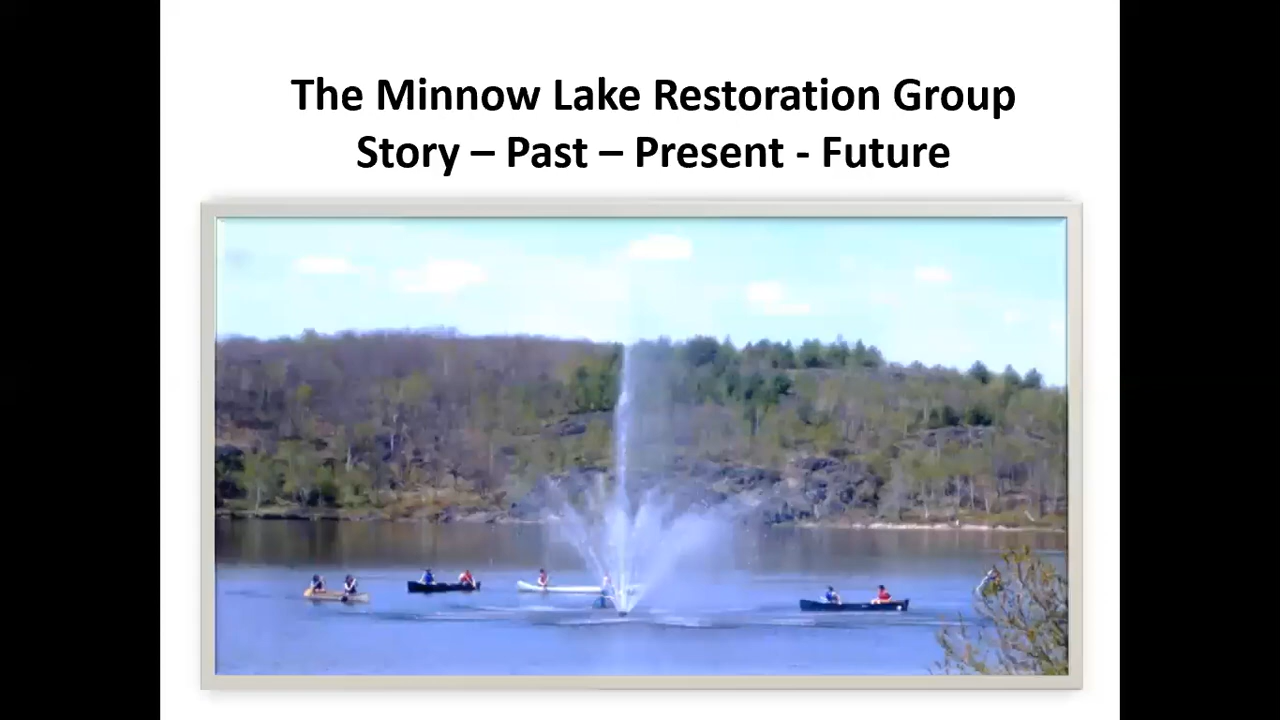 The Minnow Lake Restoration Group
Story – Past – Present - Future